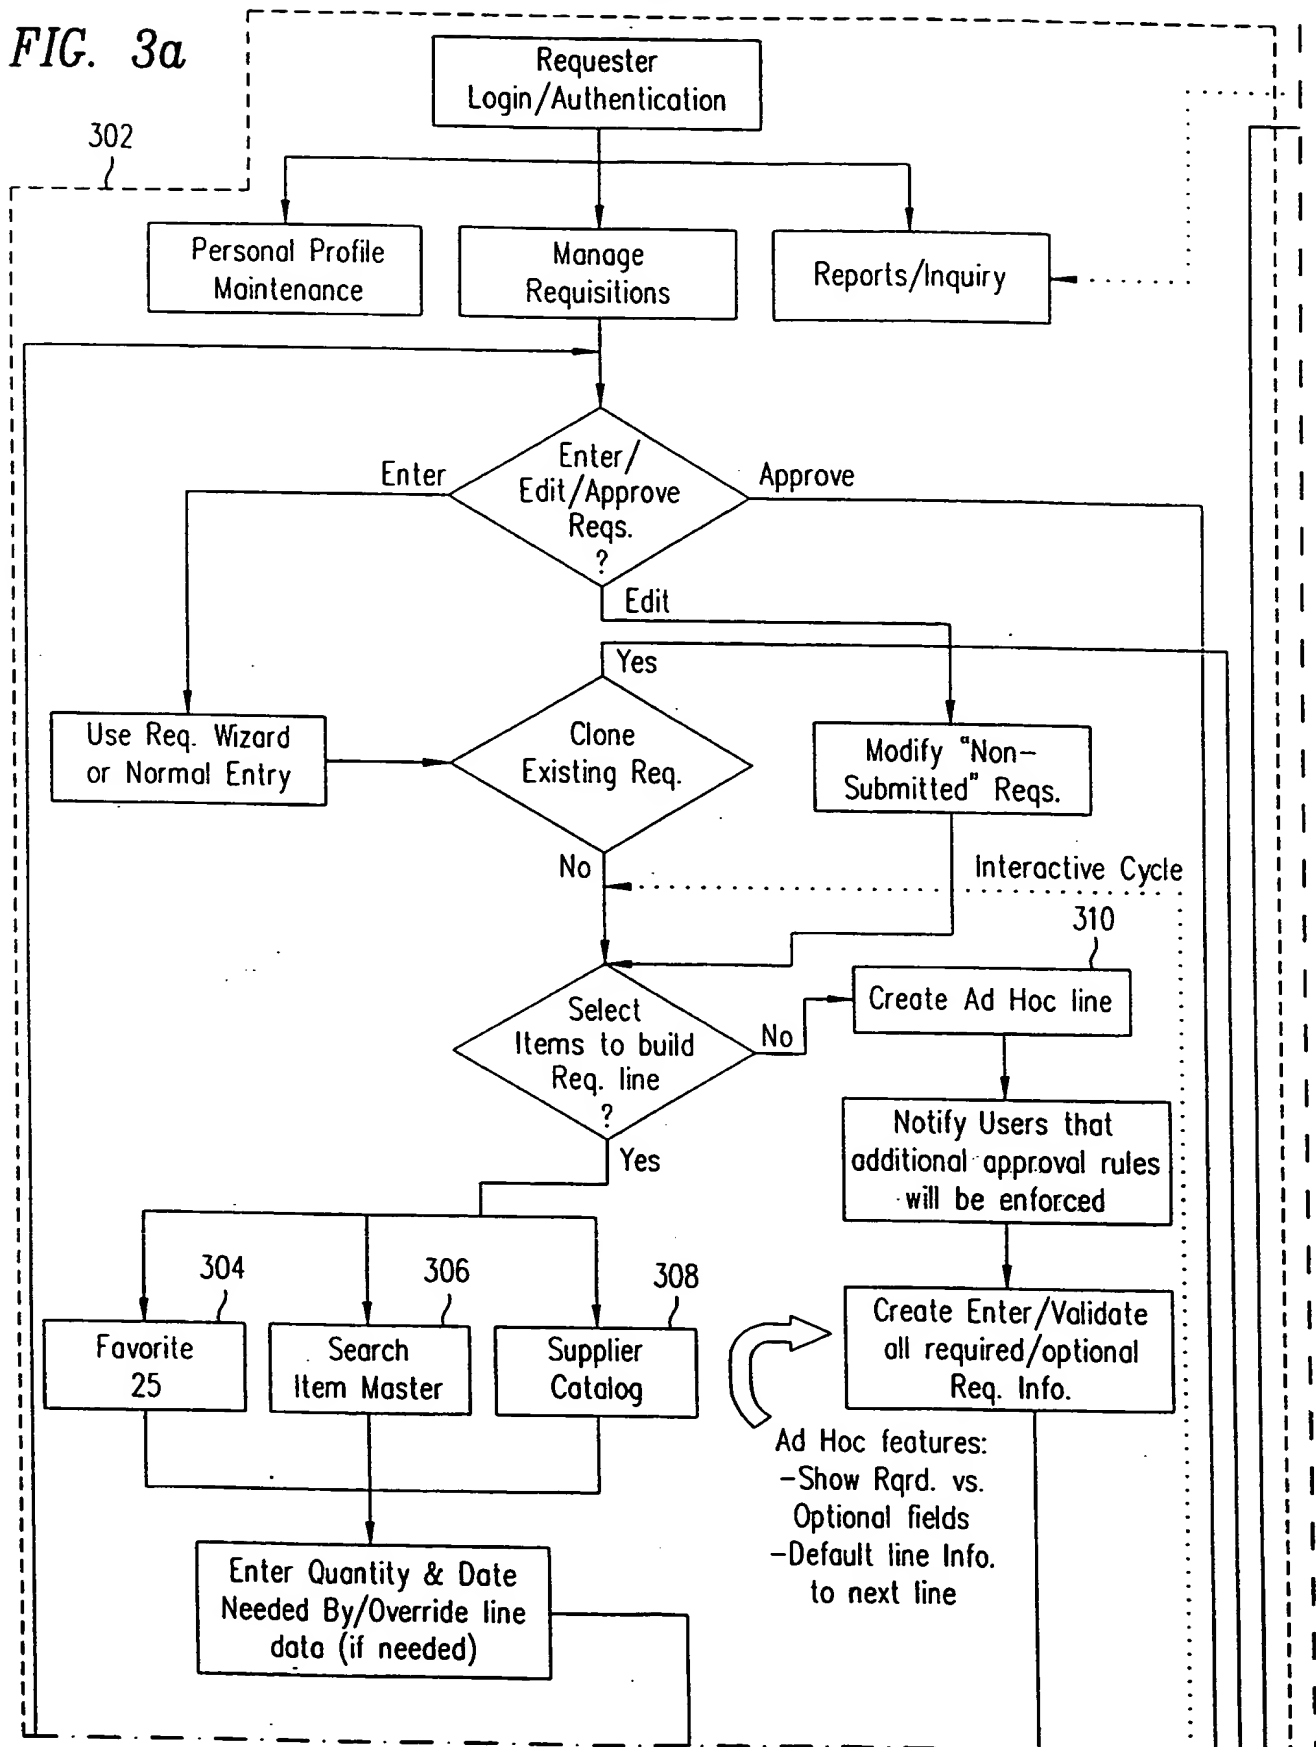 FIG. 3a
Requester
Login/Authentication
302
Personal Profile
Maintenance
Manage
Requisitions
Reports/Inquiry
Enter
Enter/
Edit/Approve
Reqs.
?
Approve
Edit
Yes
Use Req. Wizard
or Normal Entry
Clone
Existing Req.
Modify "Non-
Submitted" Reqs.
No
Interactive Cycle
310
Select
Items to build
Req. line
?
No
Create Ad Hoc line
Yes
Notify Users that
additional approval rules
will be enforced
304
306
308
Favorite
25
Search
Item Master
Supplier
Catalog
Create Enter/Validate
all required/optional
Req. Info.
Ad Hoc features:
-Show Rqrd. vs.
Optional fields
-Default line Info.
to next line
Enter Quantity & Date
Needed By/Override line
data (if needed)